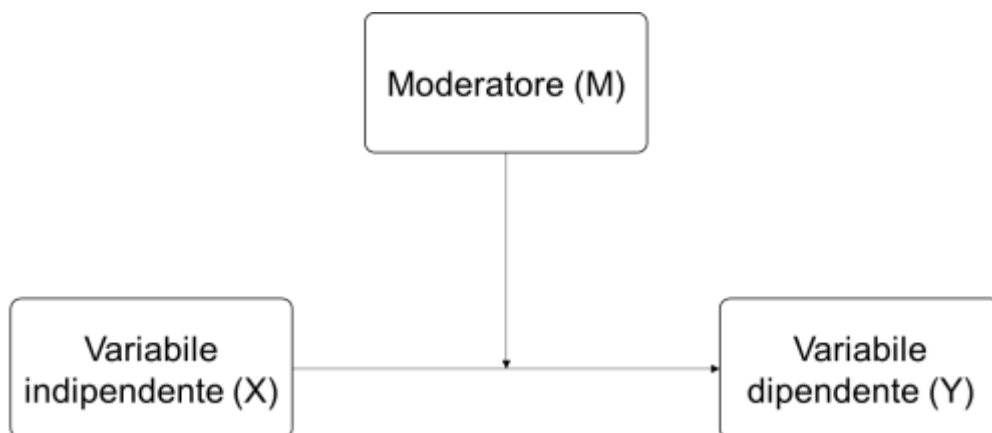 Moderatore (M)
Variabile
indipendente (X)
Variabile
dipendente (Y)